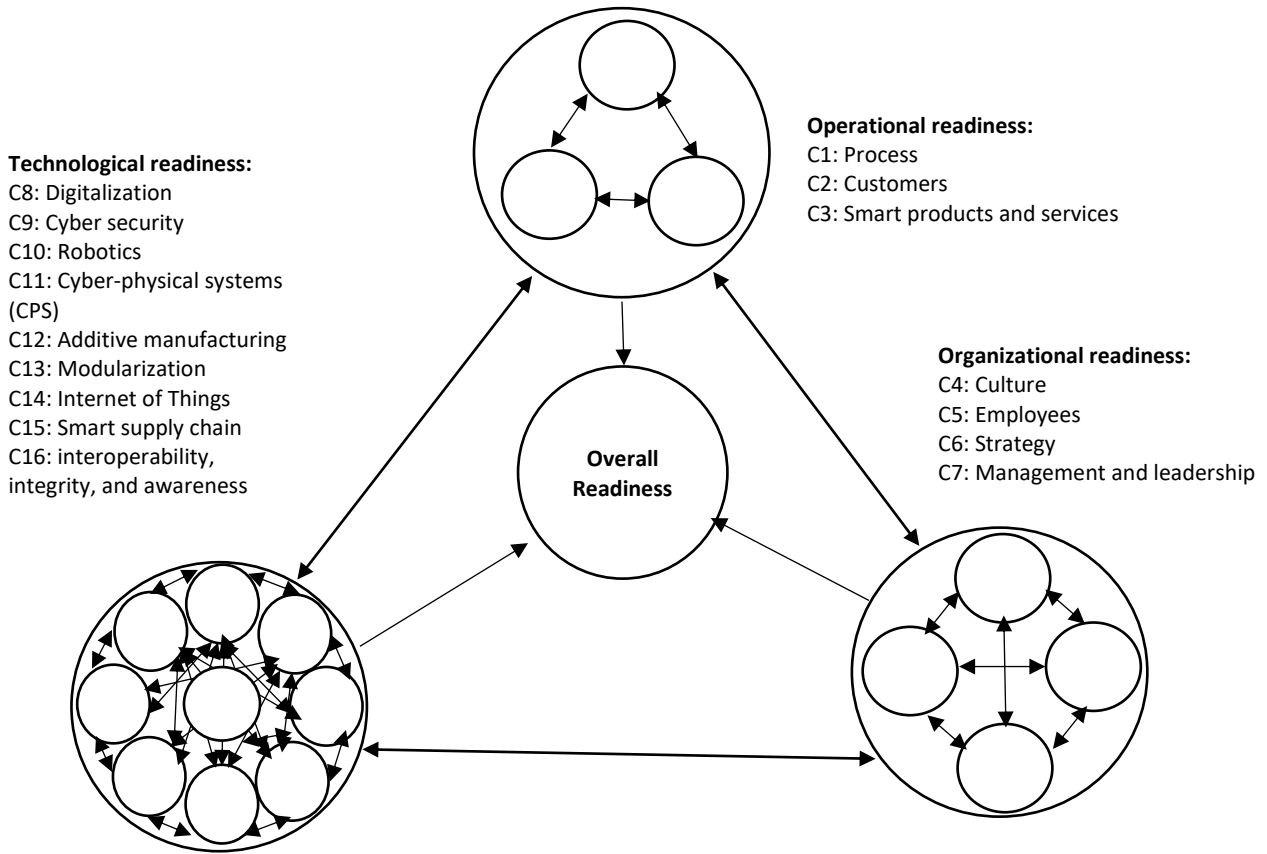 Technological readiness:
C8: Digitalization
C9: Cyber security
C10: Robotics
C11: Cyber-physical systems
(CPS)
C12: Additive manufacturing
C13: Modularization
C14: Internet of Things
C15: Smart supply chain
C16: interoperability,
integrity, and awareness
Operational readiness:
C1: Process
C2: Customers
C3: Smart products and services
Organizational readiness:
C4: Culture
C5: Employees
C6: Strategy
C7: Management and leadership
Overall
Readiness